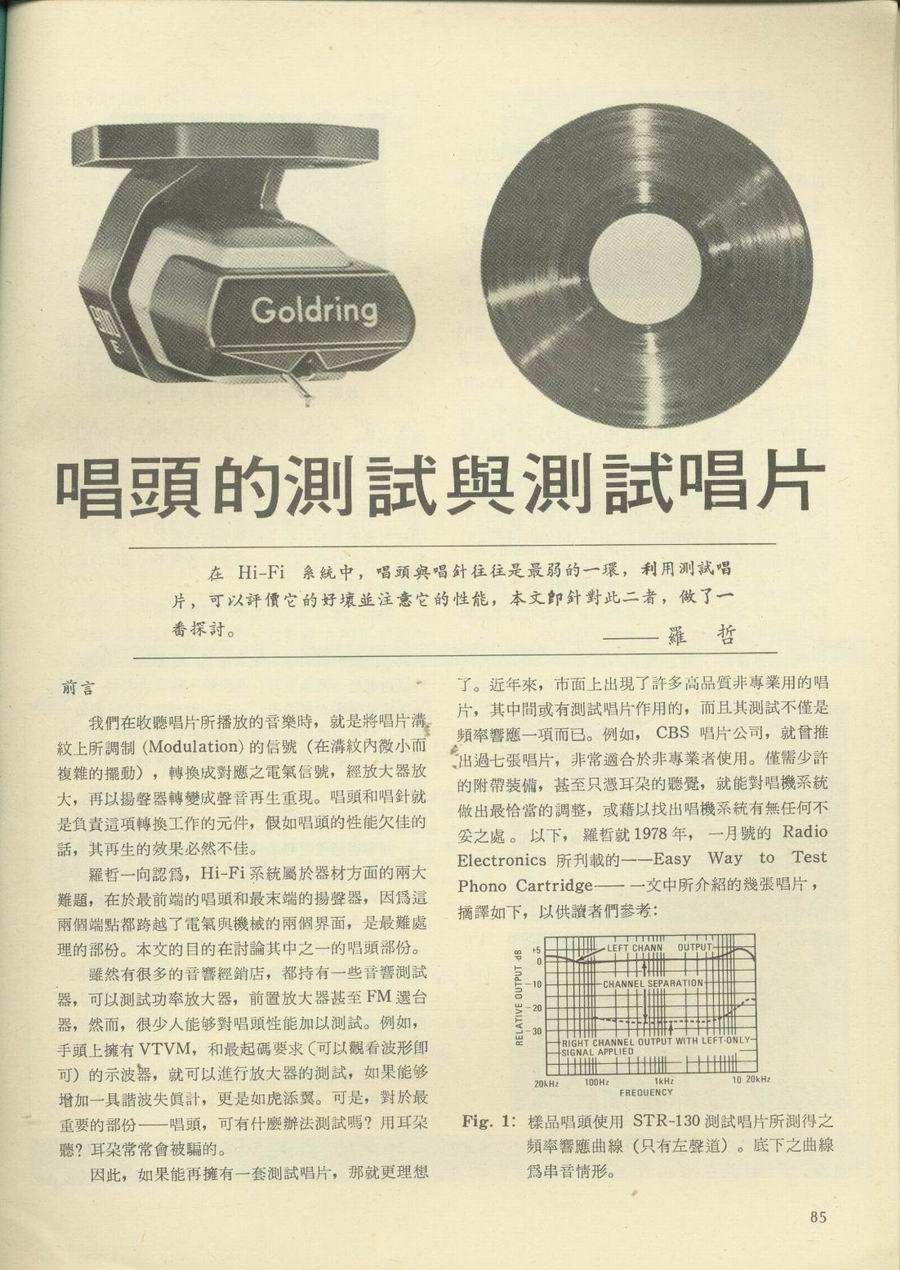 Goldring
唱頭的測試與測試唱片
在 Hi-Fi 系統中，唱頭與唱針往往是最弱的一環，利用測試唱
片，可以評價它的好壞並注意它的性能，本文卽針對此二者，做了一
番探討。
——羅 哲
前言
我們在收聽唱片所播放的音樂時，就是將唱片溝
紋上所調制 (Modulation) 的信號（在溝紋內微小而
複雜的擺動），轉換成對應之電氣信號，經放大器放
大，再以揚聲器轉變成聲音再生重現。唱頭和唱針就
是負責這項轉換工作的元件，假如唱頭的性能欠佳的
話，其再生的效果必然不佳。
羅哲一向認爲，Hi-Fi 系統屬於器材方面的兩大
難題，在於最前端的唱頭和最末端的揚聲器，因爲這
兩個端點都跨越了電氣與機械的兩個界面，是最難處
理的部份。本文的目的在討論其中之一的唱頭部份。
雖然有很多的音響經銷店，都持有一些音響測試
器，可以測試功率放大器，前置放大器甚至 FM 選台
器，然而，很少人能够對唱頭性能加以測試。例如，
手頭上擁有 VTVM，和最起碼要求（可以觀看波形卽
可）的示波器，就可以進行放大器的測試，如果能够
增加一具諧波失眞計，更是如虎添翼。可是，對於最
重要的部份——唱頭，可有什麼辦法測試嗎？用耳朶
聽？耳朶常常會被騙的。
因此，如果能再擁有一套測試唱片，那就更理想
了。近年來，市面上出現了許多高品質非專業用的唱
片，其中間或有測試唱片作用的，而且其測試不僅是
頻率響應一項而已。例如， CBS 唱片公司，就曾推
出過七張唱片，非常適合於非專業者使用。僅需少許
的附帶裝備，甚至只憑耳朶的聽覺，就能對唱機系統
做出最恰當的調整，或藉以找出唱機系統有無任何不
妥之處。以下，羅哲就 1978 年，一月號的 Radio
Electronics 所刋載的——Easy Way to Test
Phono Cartridge——一文中所介紹的幾張唱片，
摘譯如下，以供讀者們參考：
RELATIVE OUTPUT-dB
+5
0
-10
-20
-30
LEFT CHANN OUTPUT
CHANNEL SEPARATION
RIGHT CHANNEL OUTPUT WITH LEFT-ONLY
SIGNAL APPLIED
20kHz 100Hz 1kHz 10 20kHz
FREQUENCY
Fig. 1： 樣品唱頭使用 STR-130 測試唱片所測得之
頻率響應曲線（只有左聲道）。底下之曲線
爲串音情形。
85